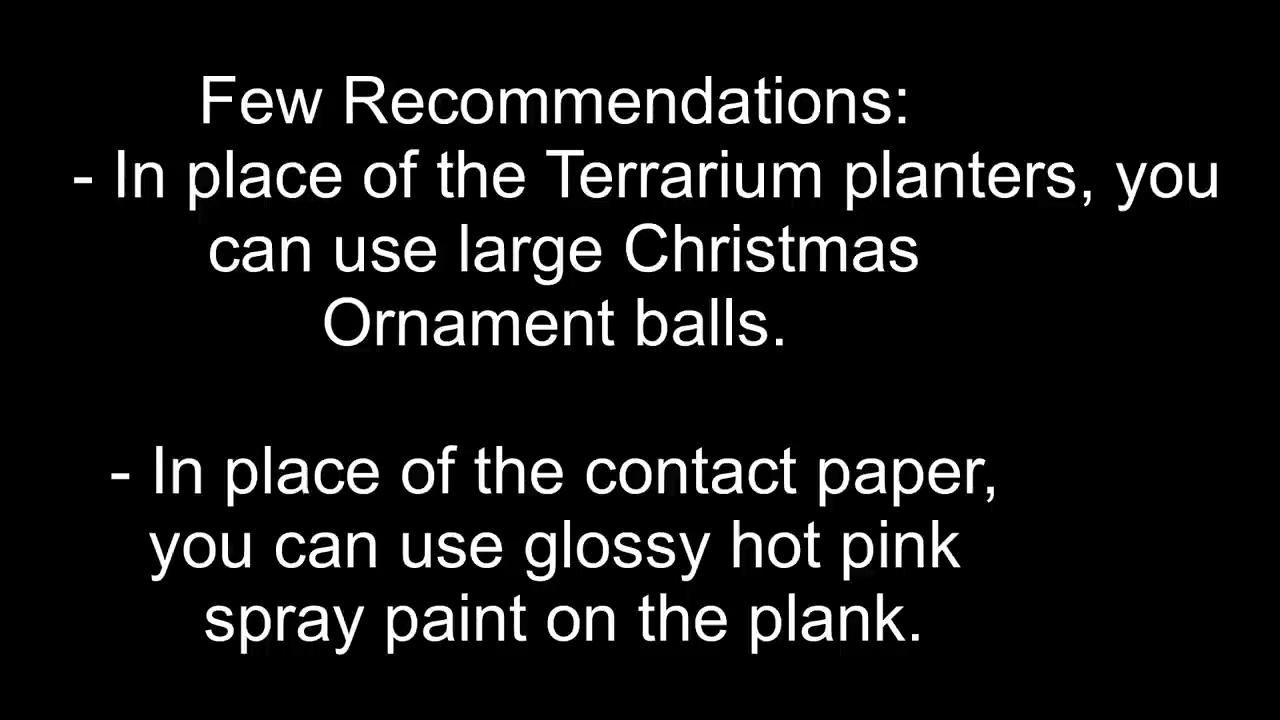 Few Recommendations:
- In place of the Terrarium planters, you
can use large Christmas
Ornament balls.
- In place of the contact paper,
you can use glossy hot pink
spray paint on the plank.